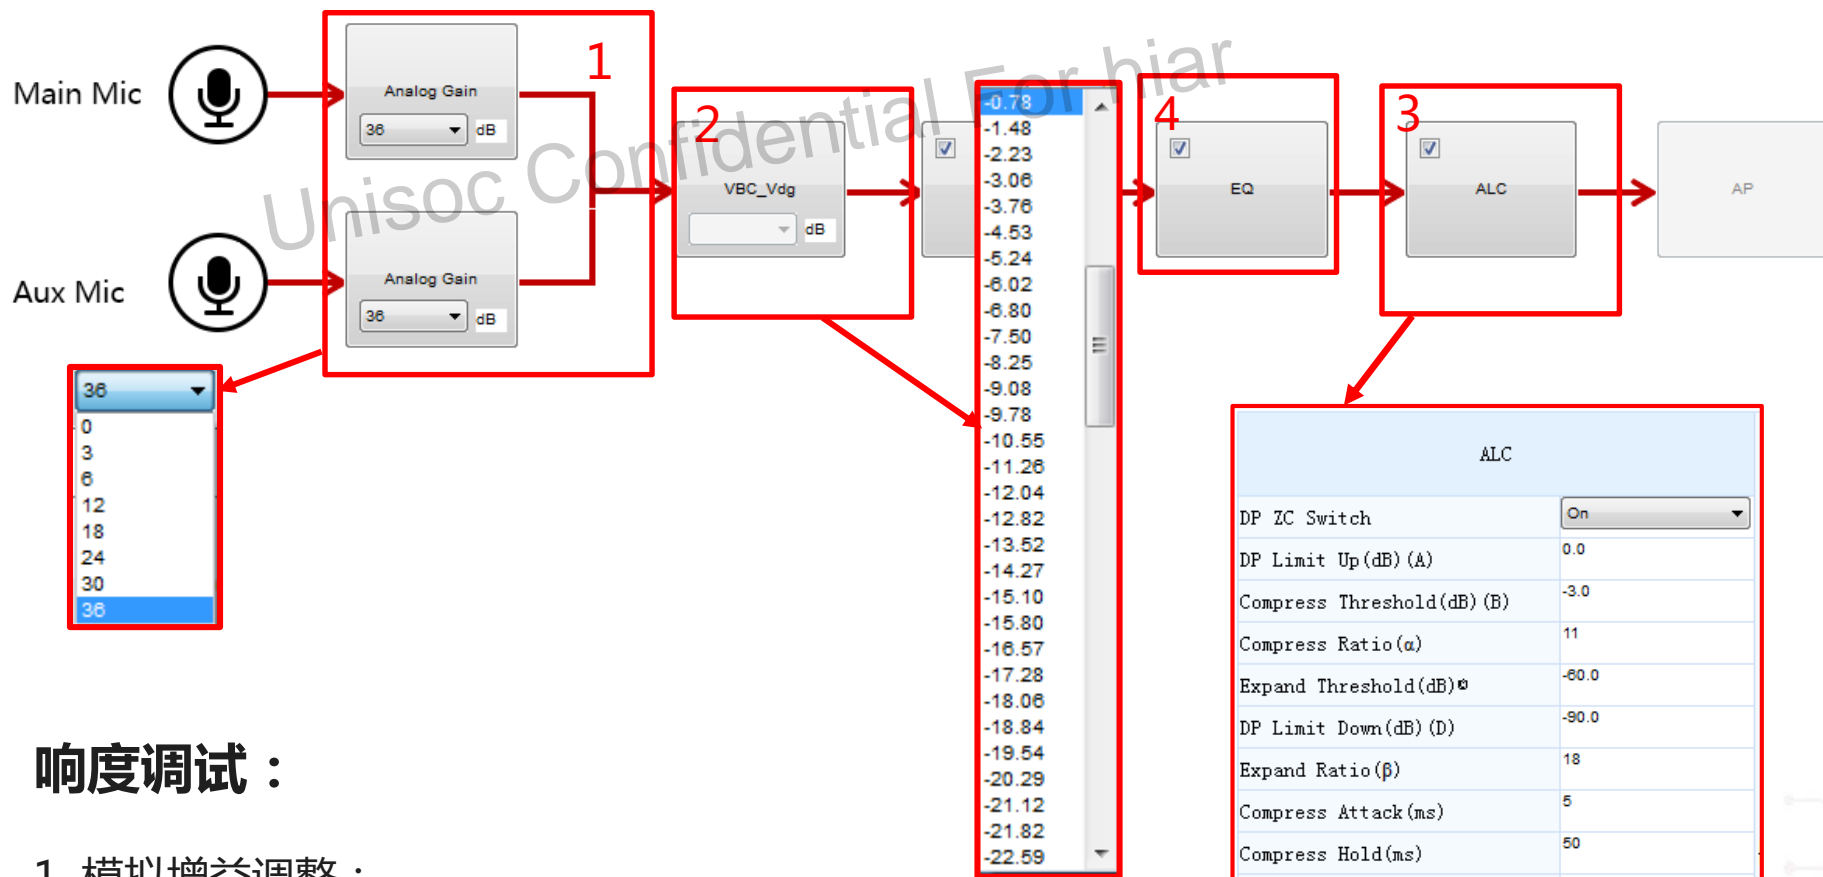 Main Mic
Aux Mic
1
Analog Gain
36 dB
Analog Gain
36 dB
36
0
3
6
12
18
24
30
36
2
VBC_Vdg
dB
-0.78
-1.48
-2.23
-3.06
-3.76
-4.53
-5.24
-6.02
-6.80
-7.50
-8.25
-9.08
-9.78
-10.55
-11.26
-12.04
-12.82
-13.52
-14.27
-15.10
-15.80
-16.57
-17.28
-18.06
-18.84
-19.54
-20.29
-21.12
-21.82
-22.59
4
EQ
3
ALC
AP
Unisoc Confidential For hiar
ALC
DP ZC Switch On
DP Limit Up(dB)(A) 0.0
Compress Threshold(dB)(B) -3.0
Compress Ratio(α) 11
Expand Threshold(dB)© -60.0
DP Limit Down(dB)(D) -90.0
Expand Ratio(β) 18
Compress Attack(ms) 5
Compress Hold(ms) 50
响度调试：
1 模拟增益调整：